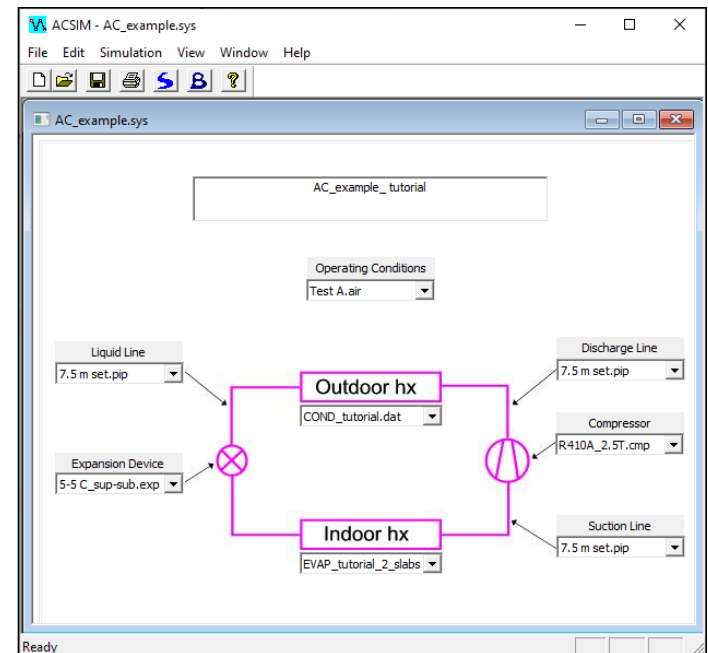 ACSIM - AC_example.sys
File Edit Simulation View Window Help
S B ?
AC_example.sys
AC_example_ tutorial
Operating Conditions
Test A.air
Liquid Line
7.5 m set.pip
Discharge Line
7.5 m set.pip
Outdoor hx
COND_tutorial.dat
Compressor
R410A_2.5T.cmp
Expansion Device
5-5 C_sup-sub.exp
Indoor hx
EVAP_tutorial_2_slabs
Suction Line
7.5 m set.pip
Ready